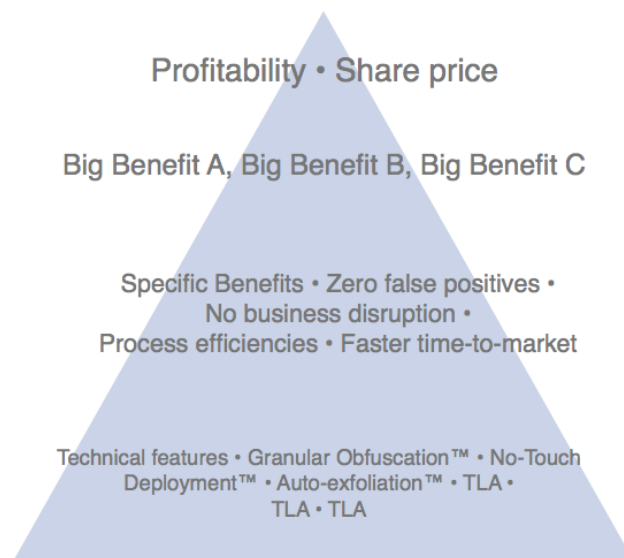 Profitability • Share price
Big Benefit A, Big Benefit B, Big Benefit C
Specific Benefits • Zero false positives •
No business disruption •
Process efficiencies • Faster time-to-market
Technical features • Granular Obfuscation™ • No-Touch
Deployment™ • Auto-exfoliation™ • TLA •
TLA • TLA